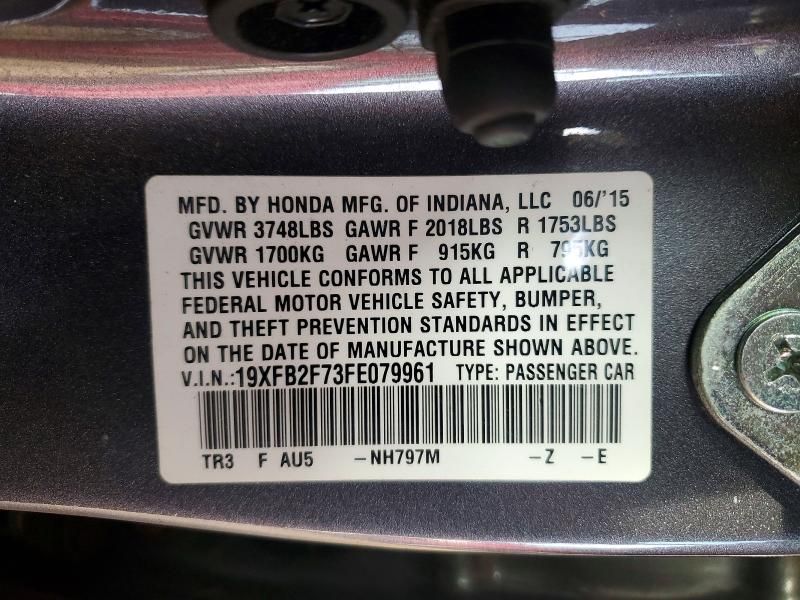 MFD. BY HONDA MFG. OF INDIANA, LLC 06/'15
GVWR 3748LBS GAWR F 2018LBS R 1753LBS
GVWR 1700KG GAWR F 915KG R 795KG
THIS VEHICLE CONFORMS TO ALL APPLICABLE
FEDERAL MOTOR VEHICLE SAFETY, BUMPER,
AND THEFT PREVENTION STANDARDS IN EFFECT
ON THE DATE OF MANUFACTURE SHOWN ABOVE.
V.I.N.:19XFB2F73FE079961 TYPE: PASSENGER CAR
TR3 F AU5 -NH797M -Z -E